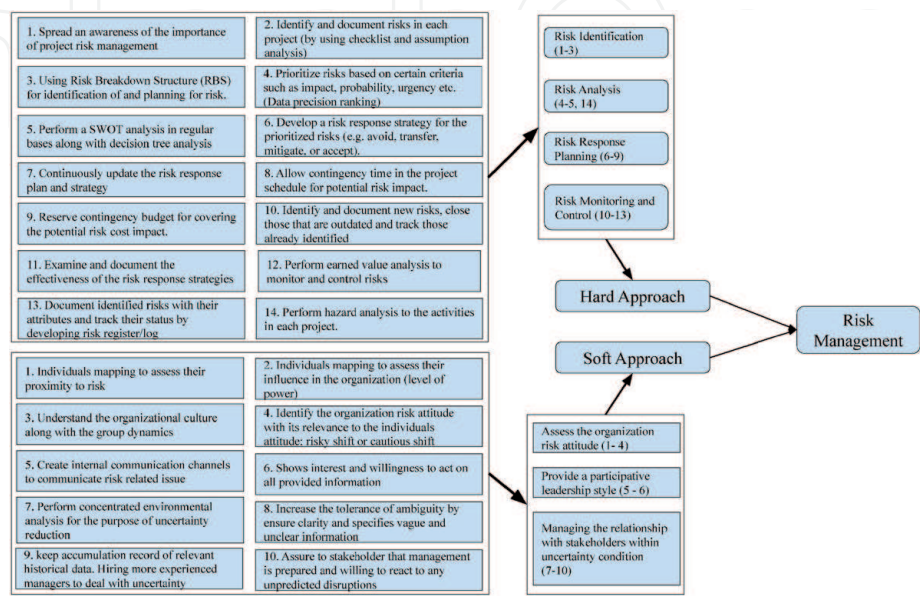 1. Spread an awareness of the importance
of project risk management
2. Identify and document risks in each
project (by using checklist and assumption
analysis)
3. Using Risk Breakdown Structure (RBS)
for identification of and planning for risk.
4. Prioritize risks based on certain criteria
such as impact, probability, urgency etc.
(Data precision ranking)
5. Perform a SWOT analysis in regular
bases along with decision tree analysis
6. Develop a risk response strategy for the
prioritized risks (e.g. avoid, transfer,
mitigate, or accept).
7. Continuously update the risk response
plan and strategy
8. Allow contingency time in the project
schedule for potential risk impact.
9. Reserve contingency budget for covering
the potential risk cost impact.
10. Identify and document new risks, close
those that are outdated and track those
already identified
11. Examine and document the
effectiveness of the risk response strategies
12. Perform earned value analysis to
monitor and control risks
13. Document identified risks with their
attributes and track their status by
developing risk register/log
14. Perform hazard analysis to the activities
in each project.
Risk Identification
(1-3)
Risk Analysis
(4-5, 14)
Risk Response
Planning (6-9)
Risk Monitoring and
Control (10-13)
Hard Approach
Soft Approach
Risk
Management
1. Individuals mapping to assess their
proximity to risk
2. Individuals mapping to assess their
influence in the organization (level of
power)
3. Understand the organizational culture
along with the group dynamics
4. Identify the organization risk attitude
with its relevance to the individuals
attitude: risky shift or cautious shift
5. Create internal communication channels
to communicate risk related issue
6. Shows interest and willingness to act on
all provided information
7. Perform concentrated environmental
analysis for the purpose of uncertainty
reduction
8. Increase the tolerance of ambiguity by
ensure clarity and specifies vague and
unclear information
9. keep accumulation record of relevant
historical data. Hiring more experienced
managers to deal with uncertainty
10. Assure to stakeholder that management
is prepared and willing to react to any
unpredicted disruptions
Assess the organization
risk attitude (1- 4)
Provide a participative
leadership style (5 - 6)
Managing the relationship
with stakeholders within
uncertainty condition
(7-10)